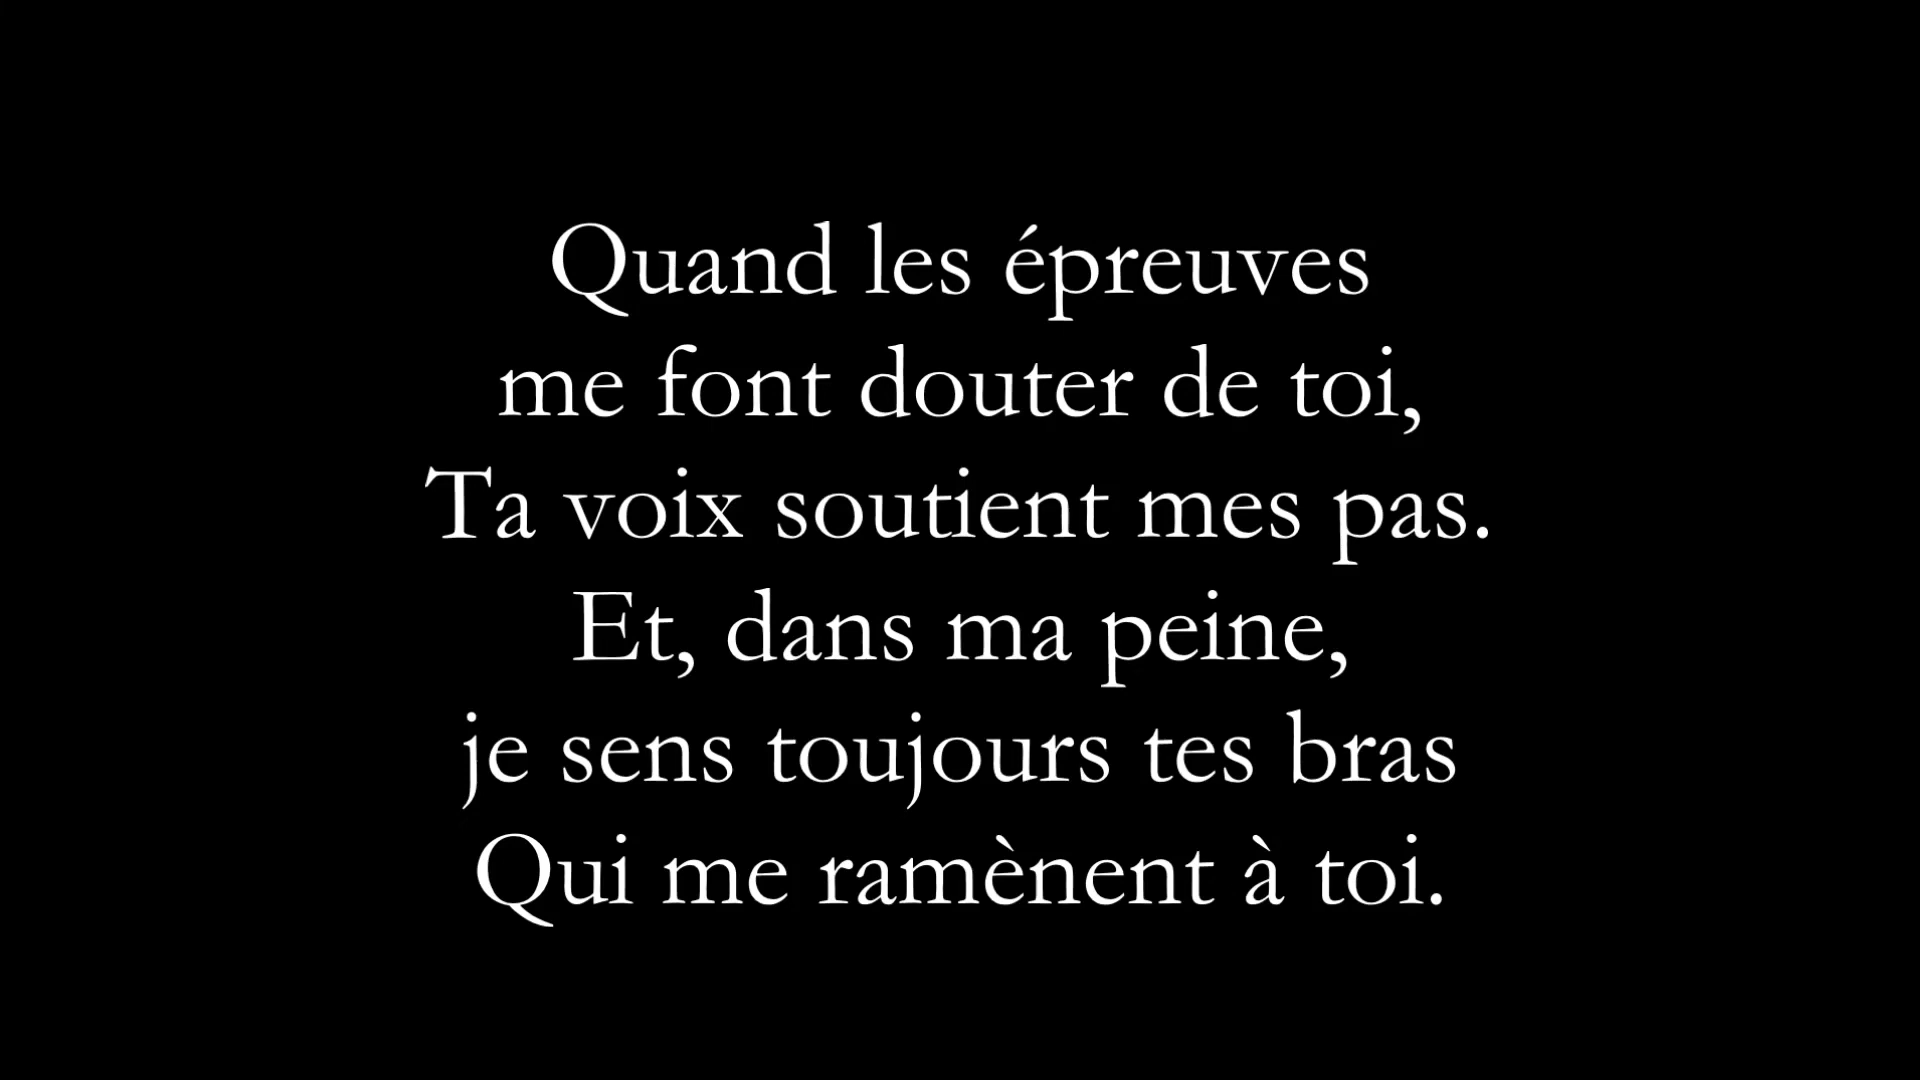 Quand les épreuves
me font douter de toi,
Ta voix soutient mes pas.
Et, dans ma peine,
je sens toujours tes bras
Qui me ramènent à toi.